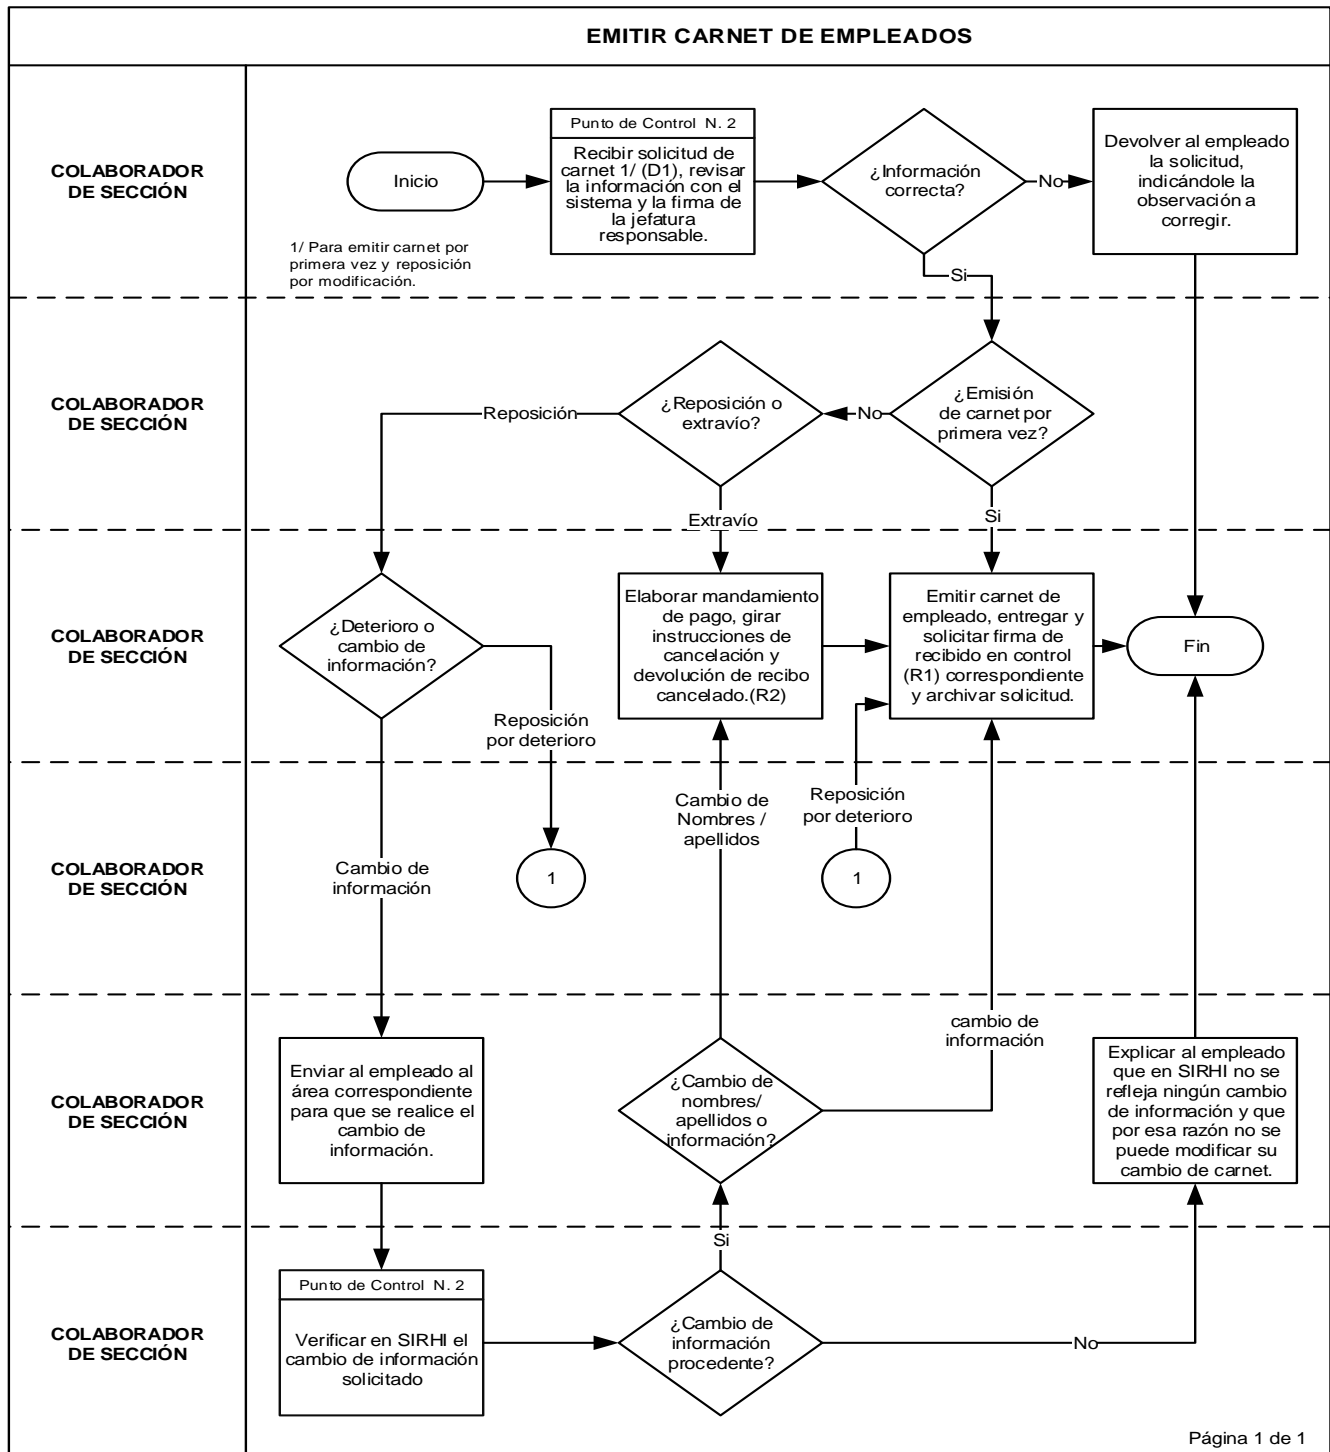 EMITIR CARNET DE EMPLEADOS
COLABORADOR
DE SECCIÓN
Inicio
1/ Para emitir carnet por
primera vez y reposición
por modificación.
Punto de Control N. 2
Recibir solicitud de
carnet 1/ (D1), revisar
la información con el
sistema y la firma de
la jefatura
responsable.
¿Información
correcta?
No
Si
Devolver al empleado
la solicitud,
indicándole la
observación a
corregir.
COLABORADOR
DE SECCIÓN
Reposición
¿Reposición o
extravío?
No
¿Emisión
de carnet por
primera vez?
Extravío
Si
COLABORADOR
DE SECCIÓN
¿Deterioro o
cambio de
información?
Reposición
por deterioro
Elaborar mandamiento
de pago, girar
instrucciones de
cancelación y
devolución de recibo
cancelado.(R2)
Emitir carnet de
empleado, entregar y
solicitar firma de
recibido en control
(R1) correspondiente
y archivar solicitud.
Fin
COLABORADOR
DE SECCIÓN
Cambio de
información
1
Cambio de
Nombres /
apellidos
Reposición
por deterioro
1
COLABORADOR
DE SECCIÓN
Enviar al empleado al
área correspondiente
para que se realice el
cambio de
información.
¿Cambio de
nombres/
apellidos o
información?
cambio de
información
Explicar al empleado
que en SIRHI no se
refleja ningún cambio
de información y que
por esa razón no se
puede modificar su
cambio de carnet.
COLABORADOR
DE SECCIÓN
Punto de Control N. 2
Verificar en SIRHI el
cambio de información
solicitado
Si
¿Cambio de
información
procedente?
No
Página 1 de 1